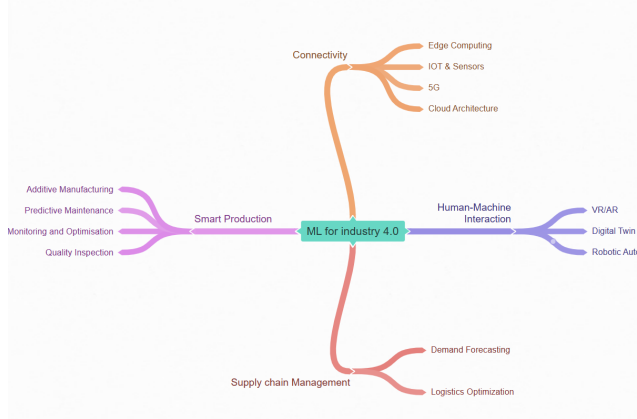 Connectivity
Edge Computing
IOT & Sensors
5G
Cloud Architecture
Additive Manufacturing
Predictive Maintenance
Monitoring and Optimisation
Quality Inspection
Smart Production
ML for industry 4.0
Human-Machine
Interaction
VR/AR
Digital Twin
Robotic
Supply chain Management
Demand Forecasting
Logistics Optimization